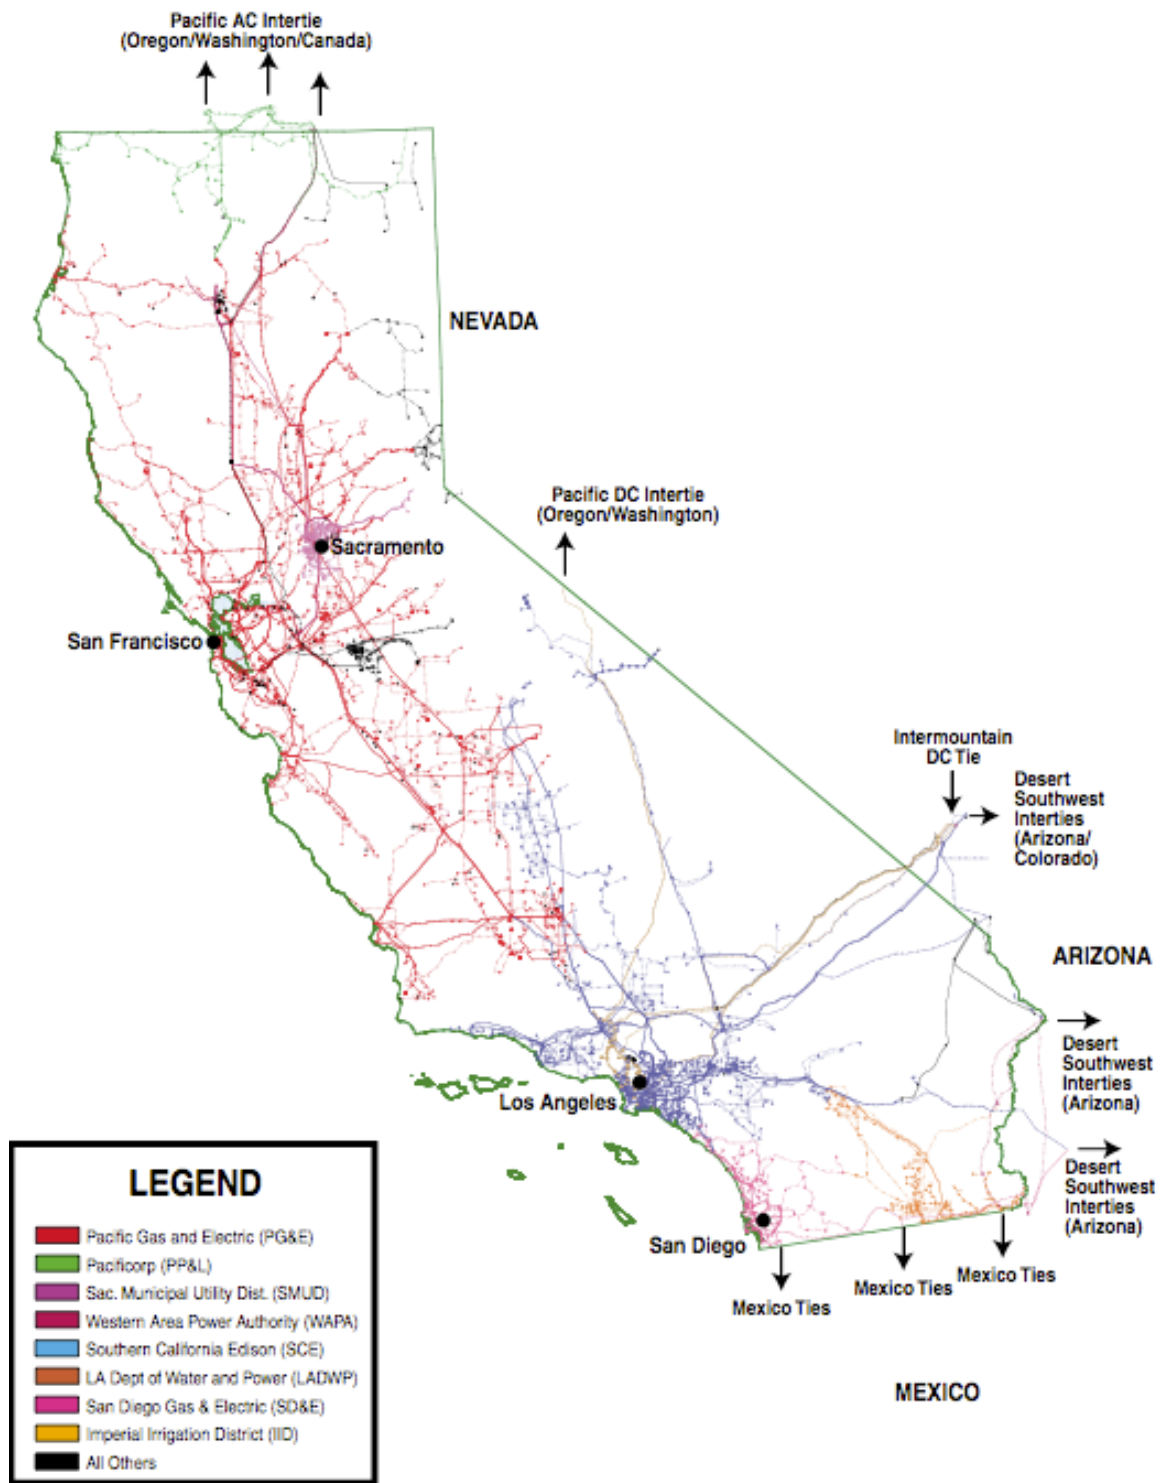 Pacific AC Intertie
(Oregon/Washington/Canada)
NEVADA
Pacific DC Intertie
(Oregon/Washington)
Sacramento
San Francisco
Intermountain
DC Tie
Desert
Southwest
Interties
(Arizona/
Colorado)
ARIZONA
Desert
Southwest
Interties
(Arizona)
Los Angeles
Desert
Southwest
Interties
(Arizona)
San Diego
Mexico Ties
Mexico Ties
Mexico Ties
MEXICO
LEGEND
Pacific Gas and Electric (PG&E)
Pacificorp (PP&L)
Sac. Municipal Utility Dist. (SMUD)
Western Area Power Authority (WAPA)
Southern California Edison (SCE)
LA Dept of Water and Power (LADWP)
San Diego Gas & Electric (SD&E)
Imperial Irrigation District (IID)
All Others